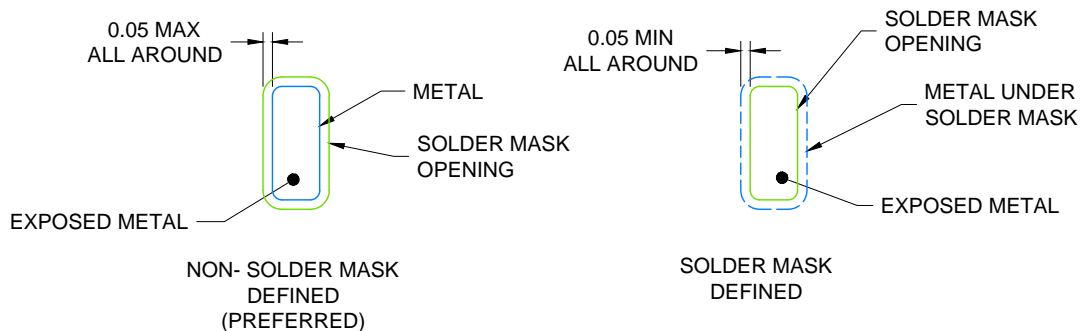 0.05 MAX
ALL AROUND
METAL
SOLDER MASK
OPENING
EXPOSED METAL
NON- SOLDER MASK
DEFINED
(PREFERRED)
0.05 MIN
ALL AROUND
SOLDER MASK
OPENING
METAL UNDER
SOLDER MASK
EXPOSED METAL
SOLDER MASK
DEFINED